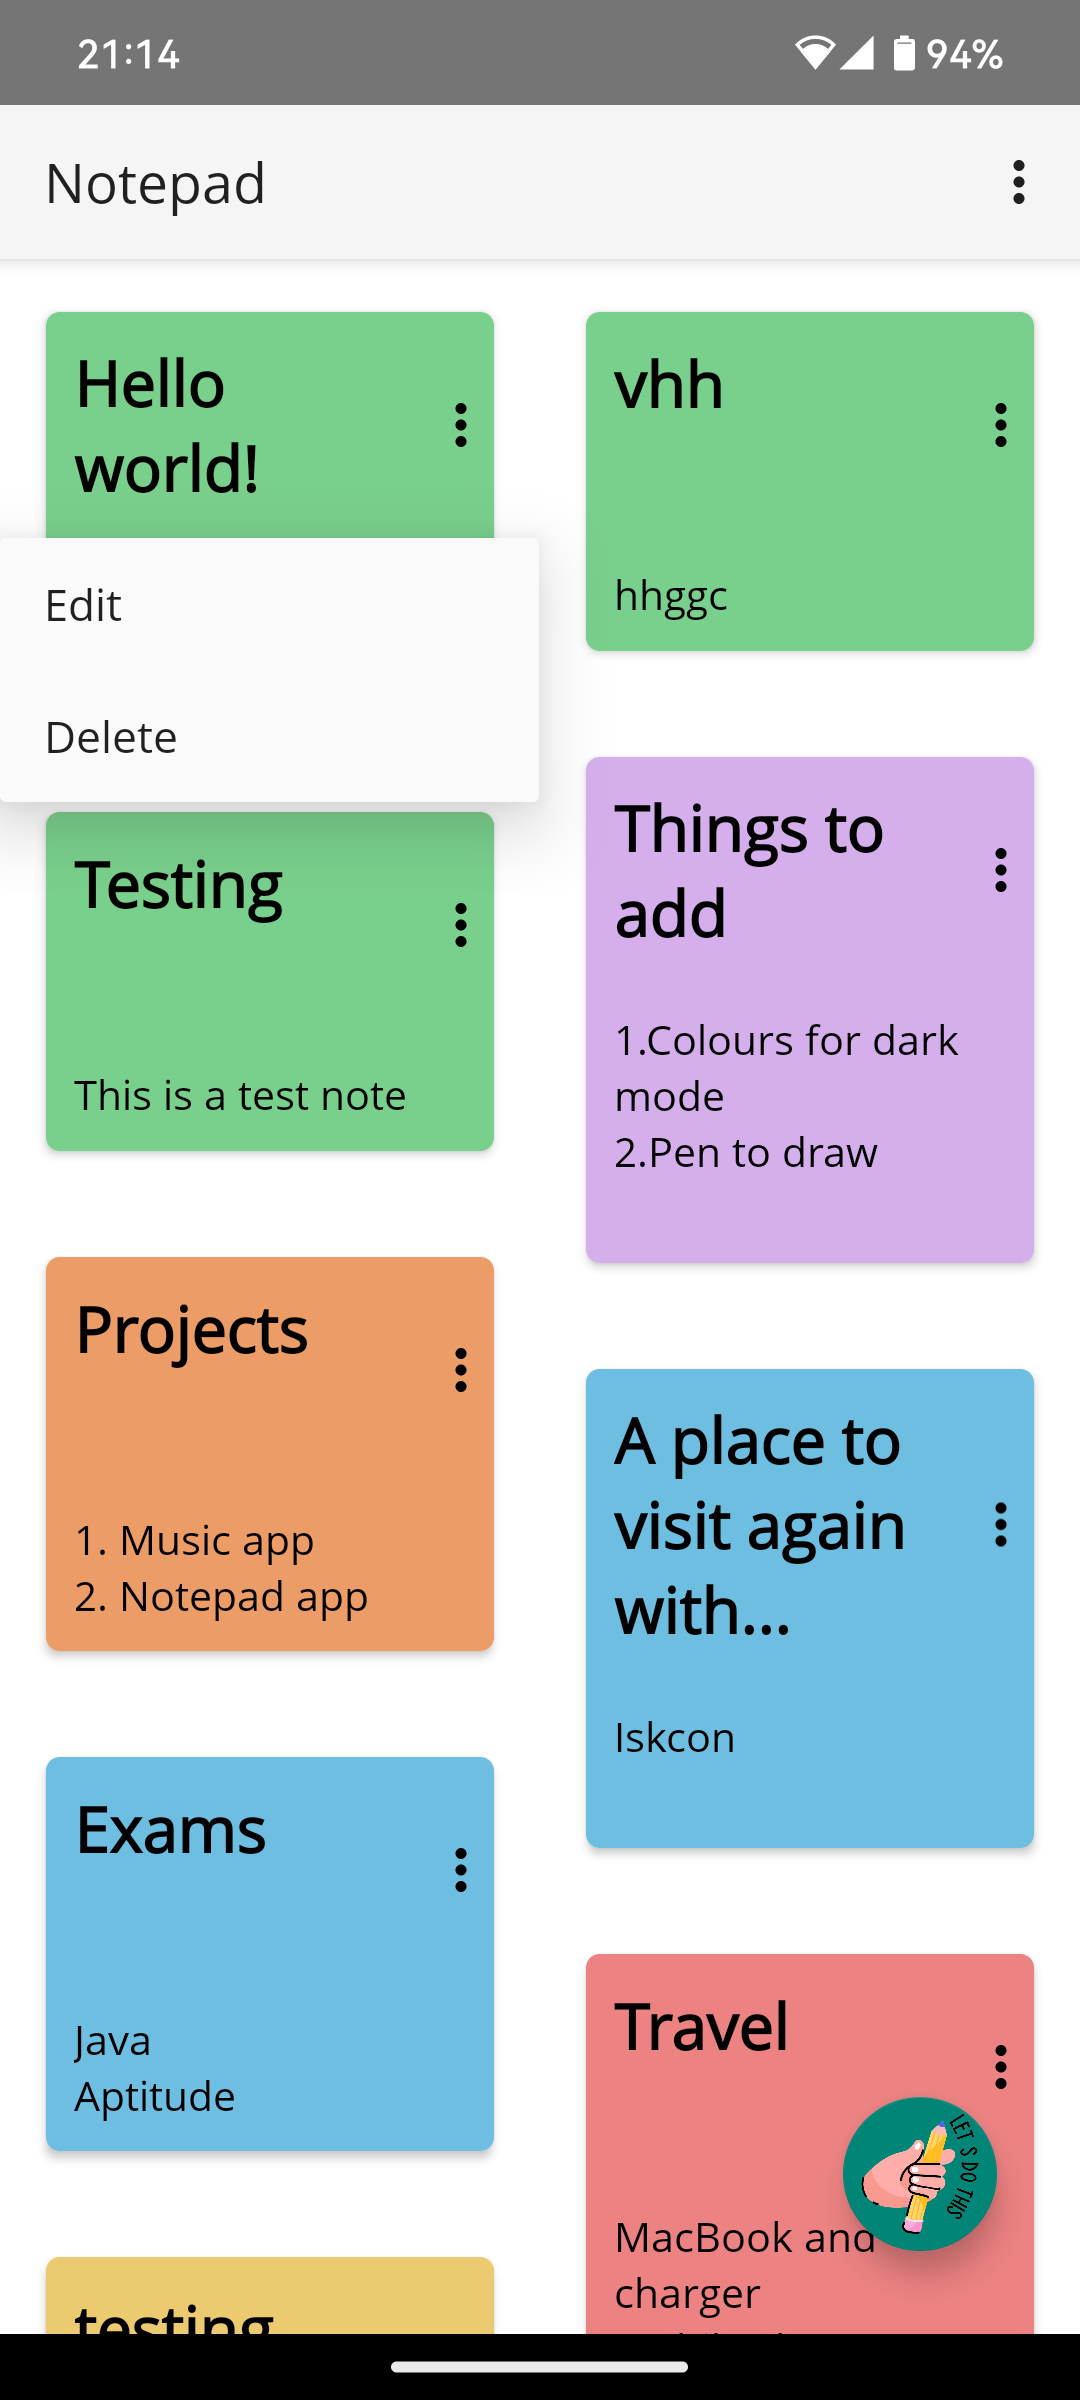 21:14
94%
Notepad
Hello
world!
Edit
Delete
vhh
hhggc
Testing
This is a test note
Things to
add
1.Colours for dark
mode
2.Pen to draw
Projects
1. Music app
2. Notepad app
A place to
visit again
with...
Iskcon
Exams
Java
Aptitude
Travel
LET'S DO THIS
MacBook and
charger
testing